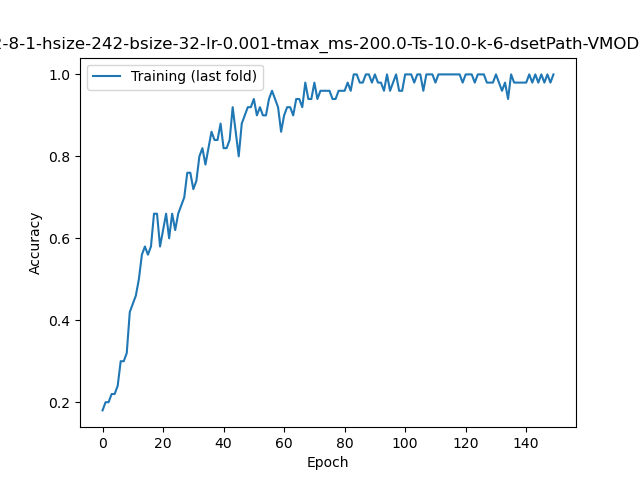 -8-1-hsize-242-bsize-32-lr-0.001-tmax_ms-200.0-Ts-10.0-k-6-dsetPath-VMOD
Training (last fold)
1.0
0.8
0.6
0.4
0.2
Accuracy
0 20 40 60 80 100 120 140
Epoch